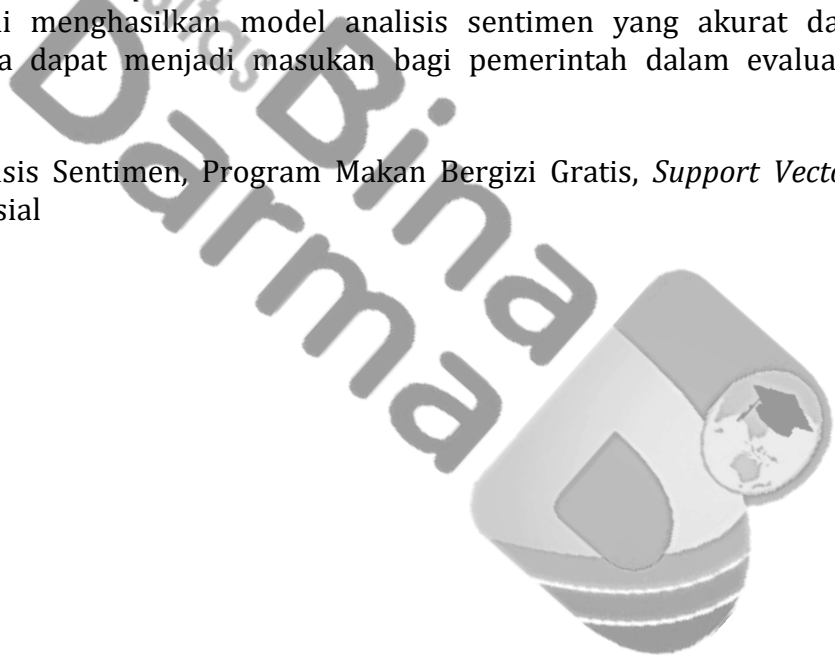 i menghasilkan model analisis sentimen yang akurat da
a dapat menjadi masukan bagi pemerintah dalam evalua
isis Sentimen, Program Makan Bergizi Gratis, Support Vecto
sial
Bina
Darma